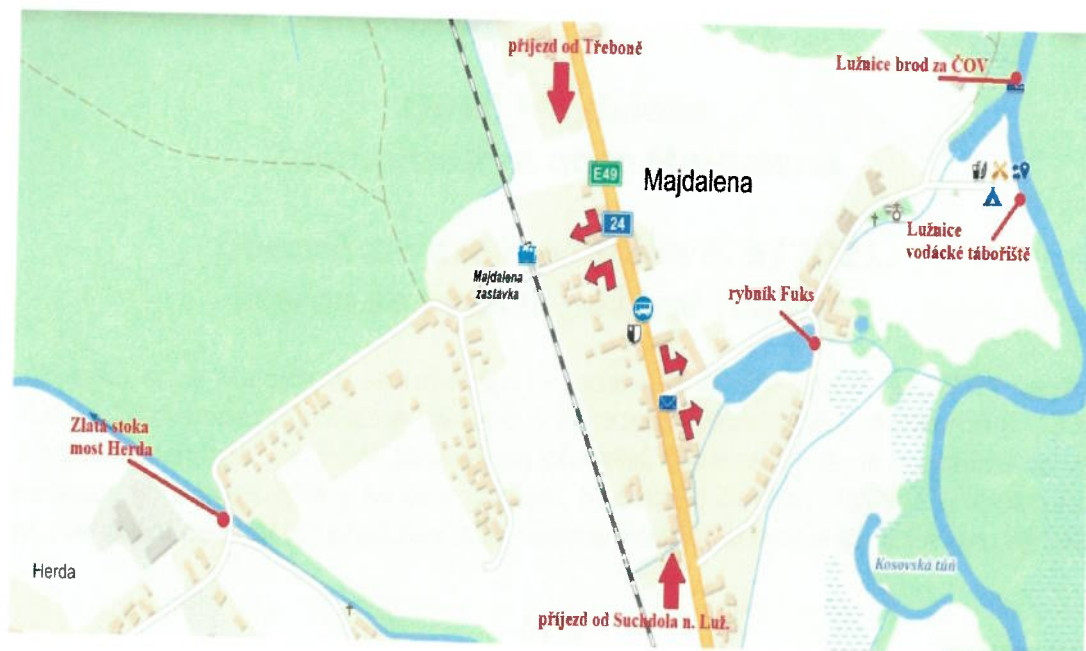 příjezd od Třeboně
Lužnice brod za ČOV
E49
Majdalena
24
Lužnice
vodácké tábořiště
Majdalena
zastávka
rybník Fuks
Zlatá stoka
most Herda
Herda
Kosovská tůň
příjezd od Suchdola n. Luž.